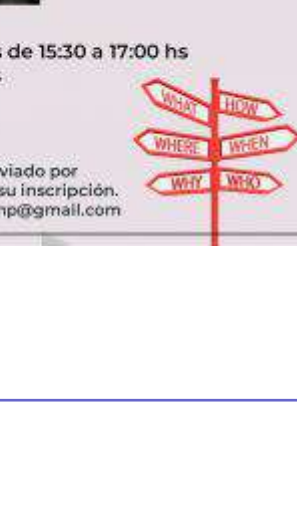 de 15:30 a 17:00 hs
WHAT
HOW
WHERE
WHEN
WHY
WHO
viado por
su inscripción.
np@gmail.com